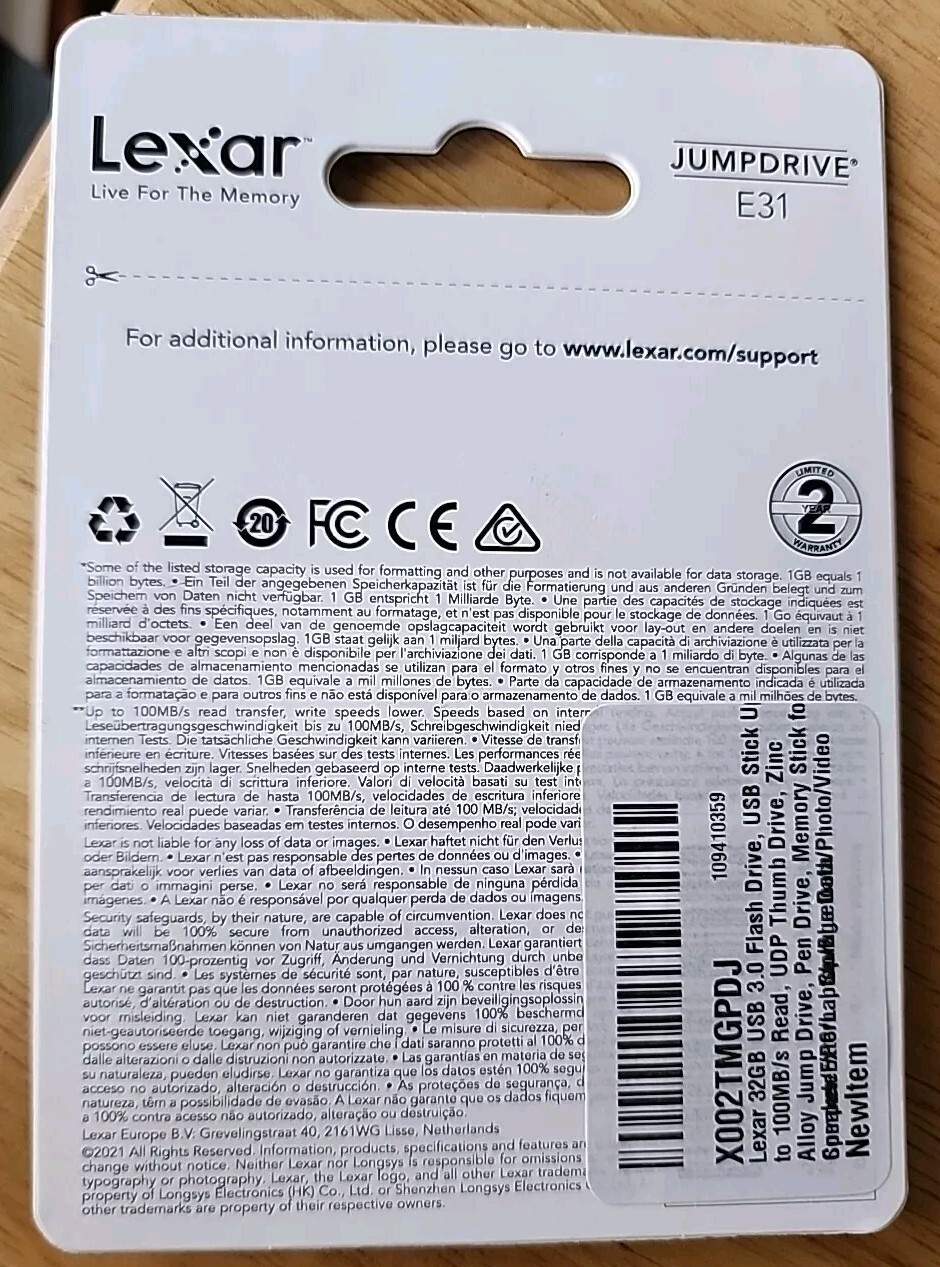 Lexar™
Live For The Memory
JUMPDRIVE®
E31
For additional information, please go to www.lexar.com/support
20
FC CE
LIMITED
2
YEAR
WARRANTY
*Some of the listed storage capacity is used for formatting and other purposes and is not available for data storage. 1GB equals 1
billion bytes. • Ein Teil der angegebenen Speicherkapazität ist für die Formatierung und aus anderen Gründen belegt und zum
Speichern von Daten nicht verfügbar. 1 GB entspricht 1 Milliarde Byte. • Une partie des capacités de stockage indiquées est
réservée à des fins spécifiques, notamment au formatage, et n'est pas disponible pour le stockage de données. 1 Go équivaut à 1
milliard d'octets. • Een deel van de genoemde opslagcapaciteit wordt gebruikt voor lay-out en andere doelen en is niet
beschikbaar voor gegevensopslag. 1GB staat gelijk aan 1 miljard bytes. • Una parte della capacità di archiviazione è utilizzata per la
formattazione e altri scopi e non è disponibile per l'archiviazione dei dati. 1 GB corrisponde a 1 miliardo di byte. • Algunas de las
capacidades de almacenamiento mencionadas se utilizan para el formato y otros fines y no se encuentran disponibles para el
almacenamiento de datos. 1GB equivale a mil millones de bytes. • Parte da capacidade de armazenamento indicada é utilizada
para a formatação e para outros fins e não está disponível para o armazenamento de dados. 1 GB equivale a mil milhões de bytes.
**Up to 100MB/s read transfer, write speeds lower. Speeds based on intern
Leseübertragungsgeschwindigkeit bis zu 100MB/s, Schreibgeschwindigkeit nied
internen Tests. Die tatsächliche Geschwindigkeit kann variieren. • Vitesse de transf
inférieure en écriture. Vitesses basées sur des tests internes. Les performances rée
schrijfsnelheden zijn lager. Snelheden gebaseerd op interne tests. Daadwerkelijke p
a 100MB/s, velocità di scrittura inferiore. Valori di velocità basati su test int
Transferencia de lectura de hasta 100MB/s, velocidades de escritura inferiore
rendimiento real puede variar. • Transferência de leitura até 100 MB/s; velocidad
inferiores. Velocidades baseadas em testes internos. O desempenho real pode vari
Lexar is not liable for any loss of data or images. • Lexar haftet nicht für den Verlus
oder Bildern. • Lexar n'est pas responsable des pertes de données ou d'images. •
aansprakelijk voor verlies van data of afbeeldingen. • In nessun caso Lexar sarà
per dati o immagini perse. • Lexar no será responsable de ninguna pérdida
imágenes. • A Lexar não é responsável por qualquer perda de dados ou imagens.
Security safeguards, by their nature, are capable of circumvention. Lexar does no
data will be 100% secure from unauthorized access, alteration, or des
Sicherheitsmaßnahmen können von Natur aus umgangen werden. Lexar garantiert
dass Daten 100-prozentig vor Zugriff, Änderung und Vernichtung durch unbe
geschützt sind. • Les systèmes de sécurité sont, par nature, susceptibles d'être
Lexar ne garantit pas que les données seront protégées à 100 % contre les risques
autorisé, d'altération ou de destruction. • Door hun aard zijn beveiligingsoplossin
voor misleiding. Lexar kan niet garanderen dat gegevens 100% beschermd
niet-geautoriseerde toegang, wijziging of vernieling. • Le misure di sicurezza, per
possono essere eluse. Lexar non può garantire che i dati saranno protetti al 100% d
dalle alterazioni o dalle distruzioni non autorizzate. • Las garantías en materia de seg
su naturaleza, pueden eludirse. Lexar no garantiza que los datos estén 100% segu
acceso no autorizado, alteración o destrucción. • As proteções de segurança, d
natureza, têm a possibilidade de evasão. A Lexar não garante que os dados fiquem
a 100% contra acesso não autorizado, alteração ou destruição.
Lexar Europe B.V: Grevelingstraat 40, 2161WG Lisse, Netherlands
©2021 All Rights Reserved. Information, products, specifications and features are
change without notice. Neither Lexar nor Longsys is responsible for omissions
typography or photography. Lexar, the Lexar logo, and all other Lexar tradema
property of Longsys Electronics (HK) Co., Ltd. or Shenzhen Longsys Electronics
other trademarks are property of their respective owners.
109410359
X002TMGPDJ
Lexar 32GB USB 3.0 Flash Drive, USB Stick Up
to 100MB/s Read, UDP Thumb Drive, Zinc
Alloy Jump Drive, Pen Drive, Memory Stick fo
Photo/Video
NewItem